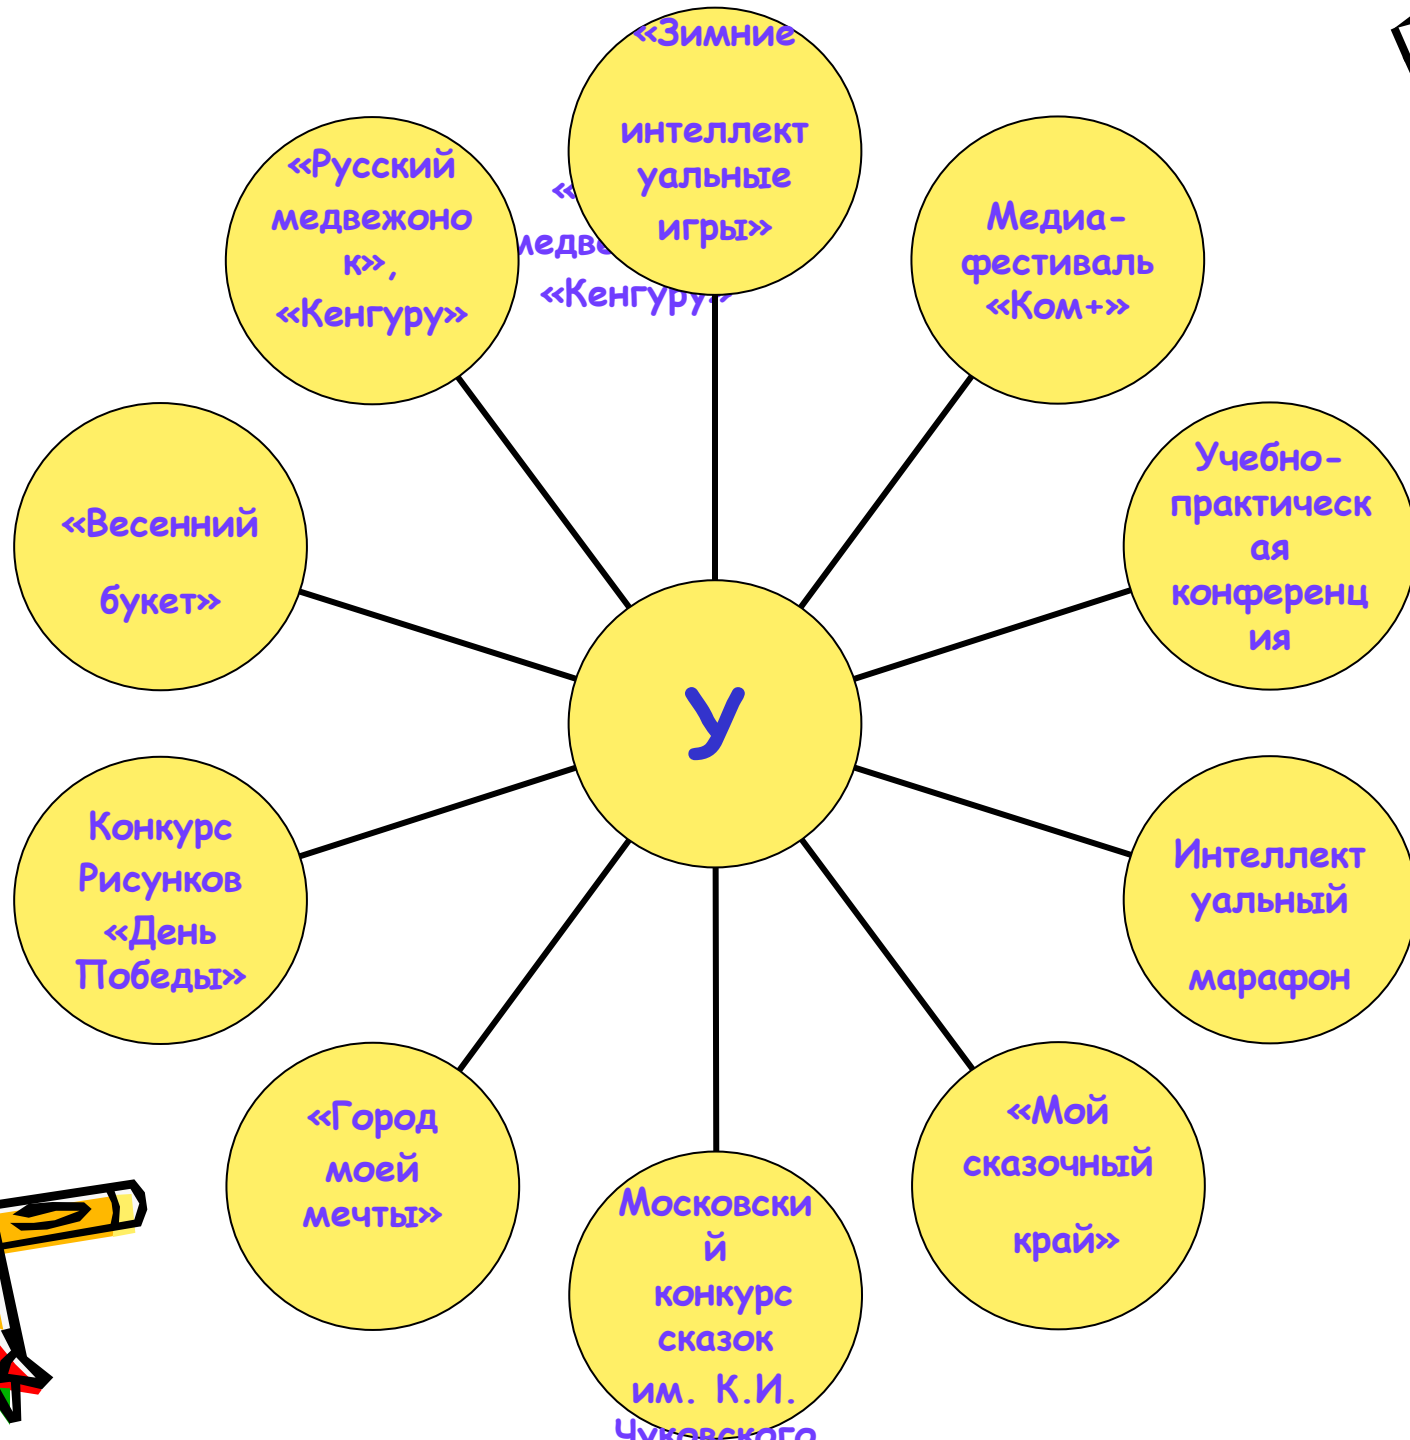 «Зимние
интеллект
уальные
игры»
«Русский
медвежоно
к»,
«Кенгуру»
«Кенгуру»
Медиа-
фестиваль
«Ком+»
Учебно-
практическ
ая
конференц
ия
«Весенний
букет»
У
Конкурс
Рисунков
«День
Победы»
Интеллект
уальный
марафон
«Город
моей
мечты»
«Мой
сказочный
край»
Московски
й
конкурс
сказок
им. К.И.
Чуковского